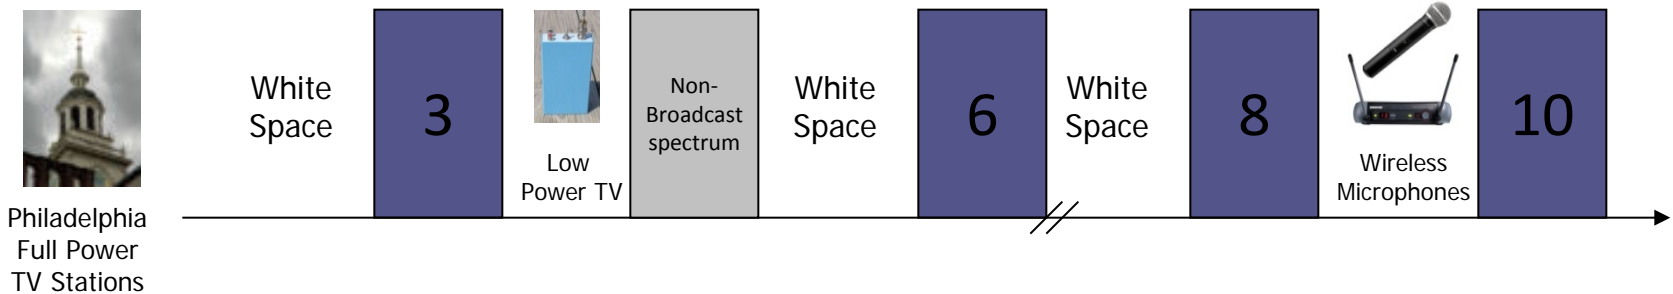 White
Space
3
Low
Power TV
Non-
Broadcast
spectrum
White
Space
6
White
Space
8
Wireless
Microphones
10
Philadelphia
Full Power
TV Stations